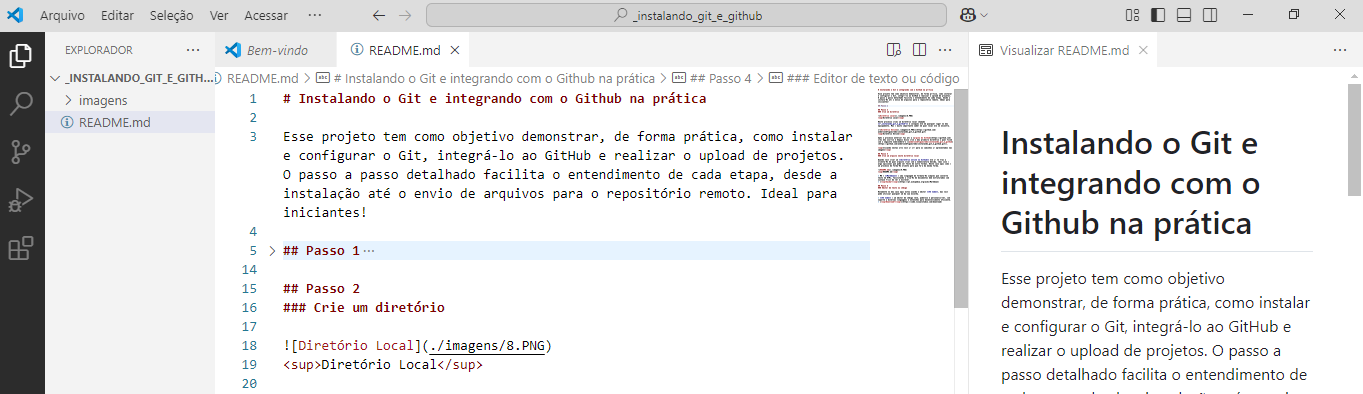 Arquivo Editar Seleção Ver Acessar ··· _instalando_git_e_github
EXPLORADOR ···
_INSTALANDO_GIT_E_GITH...
imagens
README.md
Bem-vindo README.md ···
README.md > # Instalando o Git e integrando com o Github na prática > ## Passo 4 > ### Editor de texto ou código
1 # Instalando o Git e integrando com o Github na prática
2
3 Esse projeto tem como objetivo demonstrar, de forma prática, como instalar
e configurar o Git, integrá-lo ao GitHub e realizar o upload de projetos.
O passo a passo detalhado facilita o entendimento de cada etapa, desde a
instalação até o envio de arquivos para o repositório remoto. Ideal para
iniciantes!
4
5 ## Passo 1 ···
14
15 ## Passo 2
16 ### Crie um diretório
17
18 ![Diretório Local](./imagens/8.PNG)
19 <sup>Diretório Local</sup>
20
Visualizar README.md ···
Instalando o Git e
integrando com o
Github na prática
Esse projeto tem como objetivo
demonstrar, de forma prática, como instalar
e configurar o Git, integrá-lo ao GitHub e
realizar o upload de projetos. O passo a
passo detalhado facilita o entendimento de